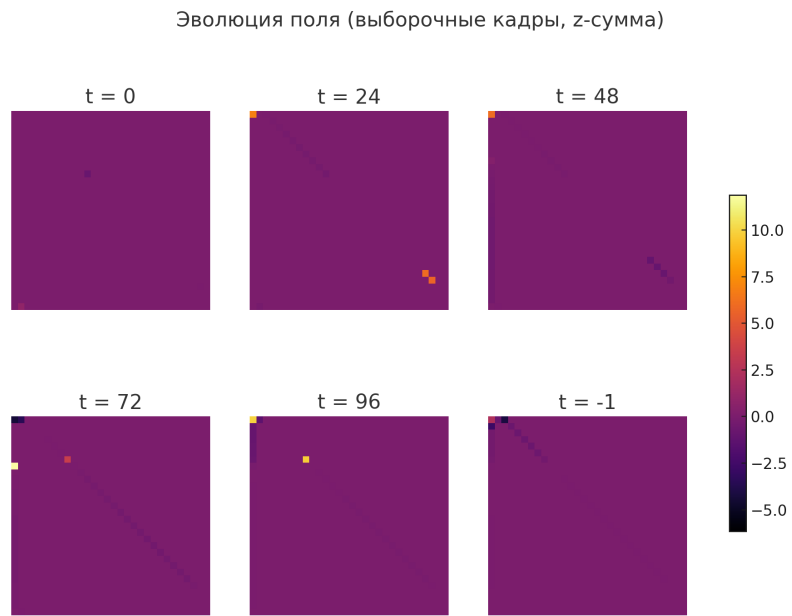 Эволюция поля (выборочные кадры, z-сумма)
t = 0
t = 24
t = 48
t = 72
t = 96
t = -1
10.0
7.5
5.0
2.5
0.0
−2.5
−5.0